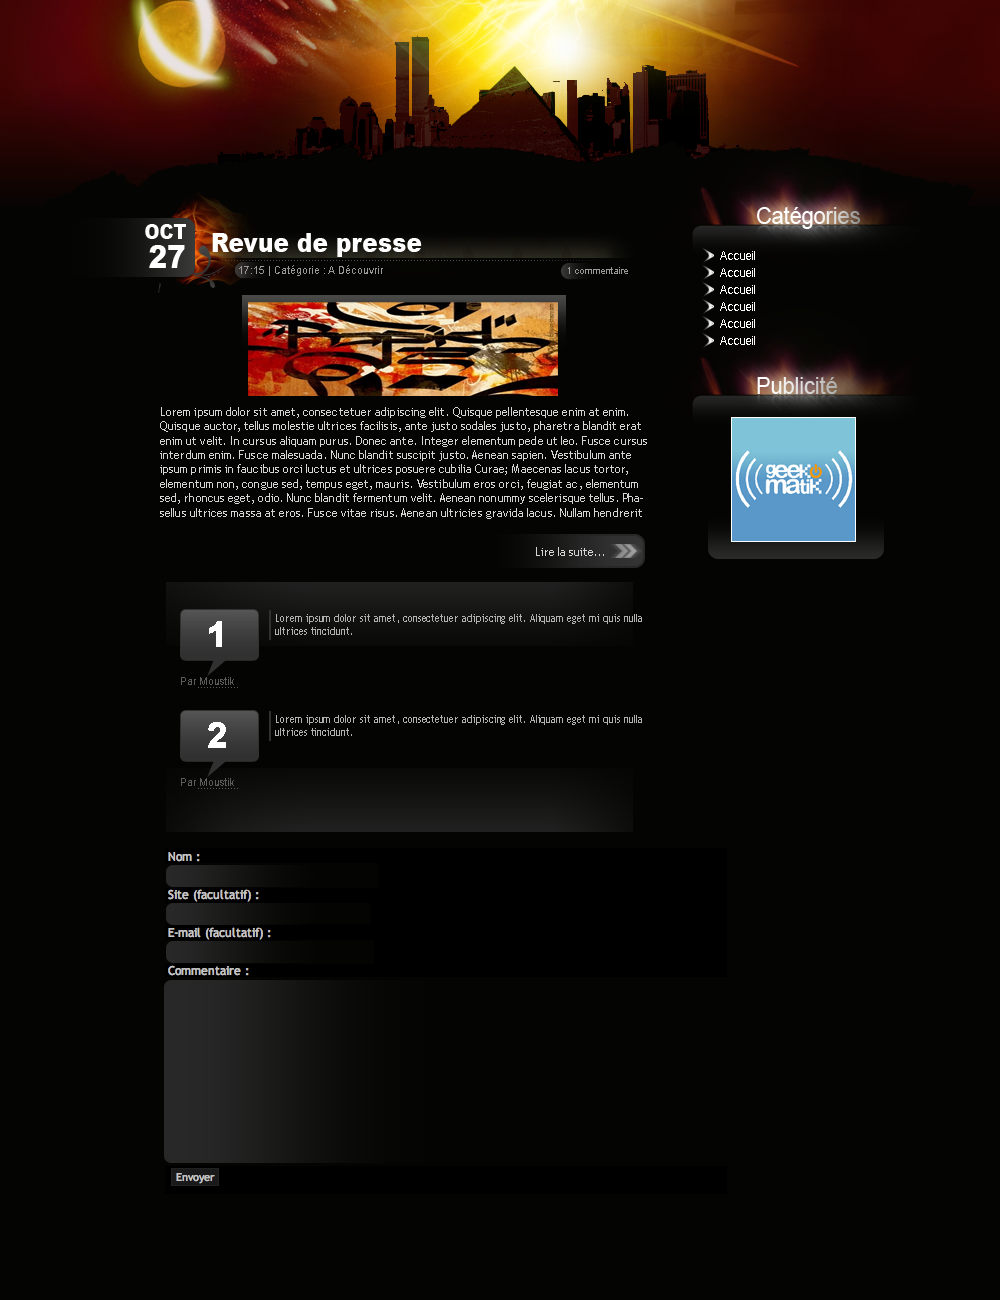 OCT
27
Revue de presse
17:15 | Catégorie : A Découvrir
1 commentaire
Lorem ipsum dolor sit amet, consectetuer adipiscing elit. Quisque pellentesque enim at enim.
Quisque auctor, tellus molestie ultrices facilisis, ante justo sodales justo, pharetra blandit erat
enim ut velit. In cursus aliquam purus. Donec ante. Integer elementum pede ut leo. Fusce cursus
interdum enim. Fusce malesuada. Nunc blandit suscipit justo. Aenean sapien. Vestibulum ante
ipsum primis in faucibus orci luctus et ultrices posuere cubilia Curae; Maecenas lacus tortor,
elementum non, congue sed, tempus eget, mauris. Vestibulum eros orci, feugiat ac, elementum
sed, rhoncus eget, odio. Nunc blandit fermentum velit. Aenean nonummy scelerisque tellus. Pha-
sellus ultrices massa at eros. Fusce vitae risus. Aenean ultricies gravida lacus. Nullam hendrerit
Lire la suite...
1
Lorem ipsum dolor sit amet, consectetuer adipiscing elit. Aliquam eget mi quis nulla
ultrices tincidunt.
Par Moustik
2
Lorem ipsum dolor sit amet, consectetuer adipiscing elit. Aliquam eget mi quis nulla
ultrices tincidunt.
Par Moustik
Nom :
Site (facultatif) :
E-mail (facultatif) :
Commentaire :
Envoyer
Catégories
Accueil
Accueil
Accueil
Accueil
Accueil
Accueil
Publicité
geek
matik